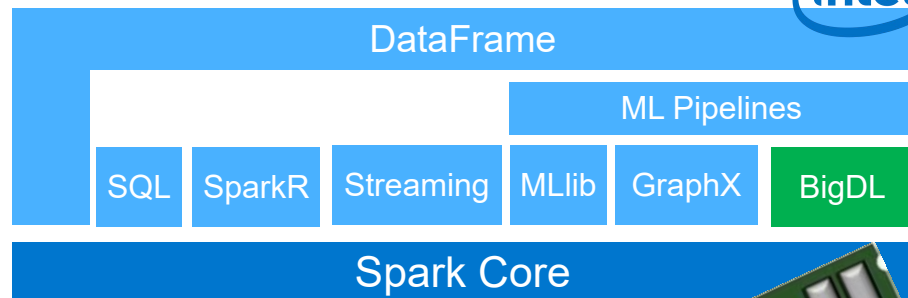 DataFrame
ML Pipelines
SQL SparkR Streaming MLlib GraphX BigDL
Spark Core